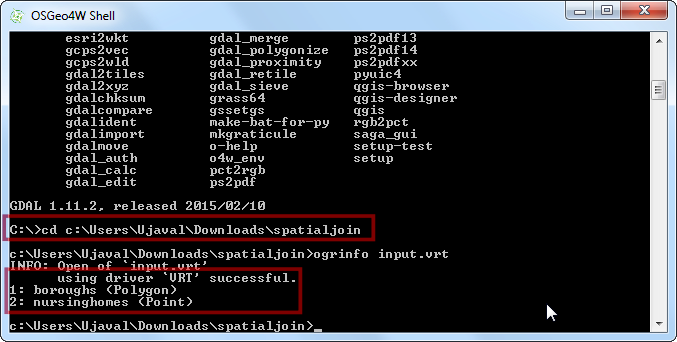 OSGeo4W Shell
esri2wkt gdal_merge ps2pdf13
gcps2vec gdal_polygonize ps2pdf14
gcps2wld gdal_proximity ps2pdfxx
gdal2tiles gdal_retile pyuic4
gdal2xyz gdal_sieve qgis-browser
gdalchksum grass64 qgis-designer
gdalcompare gssetgs qgis
gdalident make-bat-for-py rgb2pct
gdalimport mkgraticule saga_gui
gdalmove o-help setup-test
gdal_auth o4w_env setup
gdal_calc pct2rgb
gdal_edit ps2pdf
GDAL 1.11.2, released 2015/02/10
C:\>cd c:\Users\Ujaval\Downloads\spatialjoin
c:\Users\Ujaval\Downloads\spatialjoin>ogrinfo input.vrt
INFO: Open of `input.vrt'
using driver `VRT' successful.
1: boroughs (Polygon)
2: nursinghomes (Point)
c:\Users\Ujaval\Downloads\spatialjoin>_